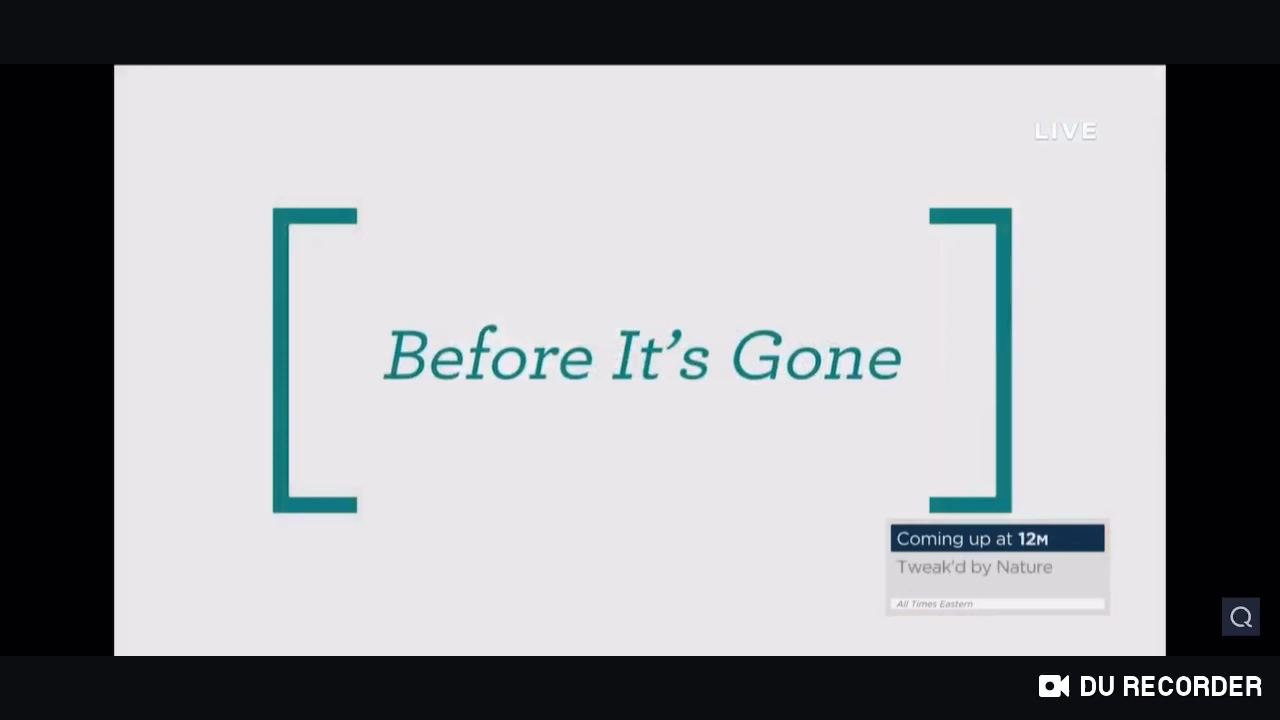 LIVE
Before It's Gone
Coming up at 12M
Tweak'd by Nature
All Times Eastern
DU RECORDER